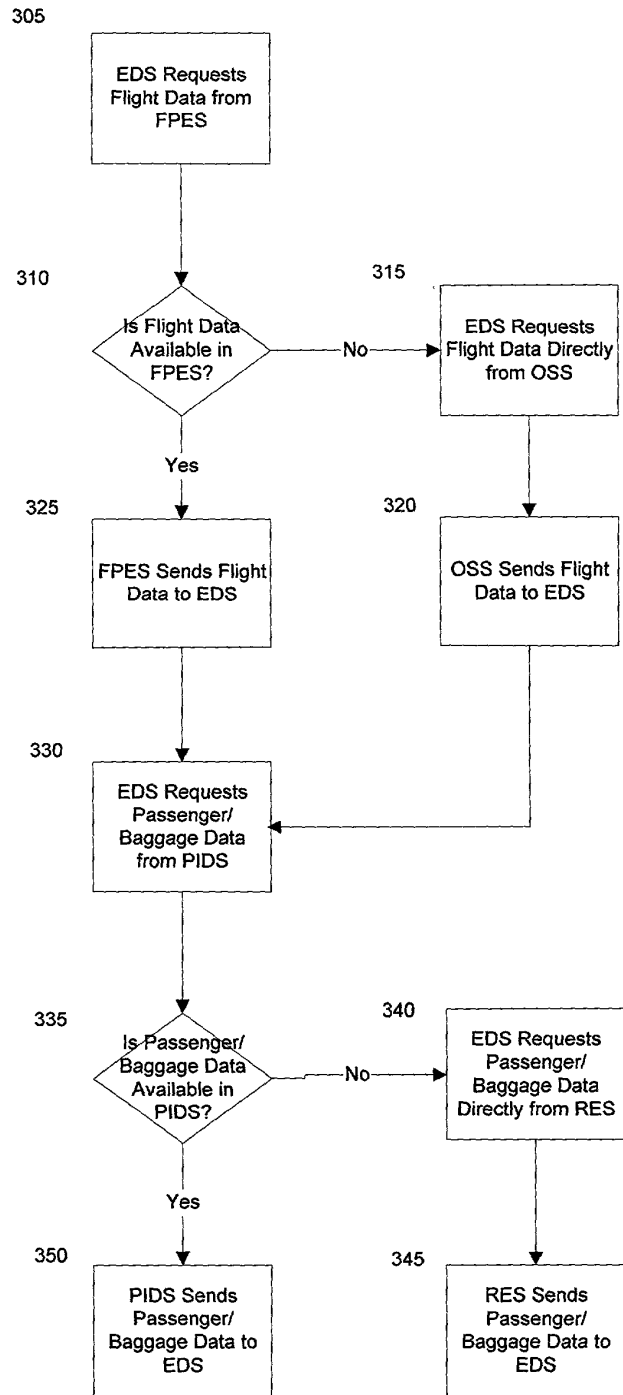 305
EDS Requests
Flight Data from
FPES
310
315
Is Flight Data
Available in
FPES?
No
EDS Requests
Flight Data Directly
from OSS
Yes
325
320
FPES Sends Flight
Data to EDS
OSS Sends Flight
Data to EDS
330
EDS Requests
Passenger/
Baggage Data
from PIDS
335
340
Is Passenger/
Baggage Data
Available in
PIDS?
No
EDS Requests
Passenger/
Baggage Data
Directly from RES
Yes
350
345
PIDS Sends
Passenger/
Baggage Data to
EDS
RES Sends
Passenger/
Baggage Data to
EDS